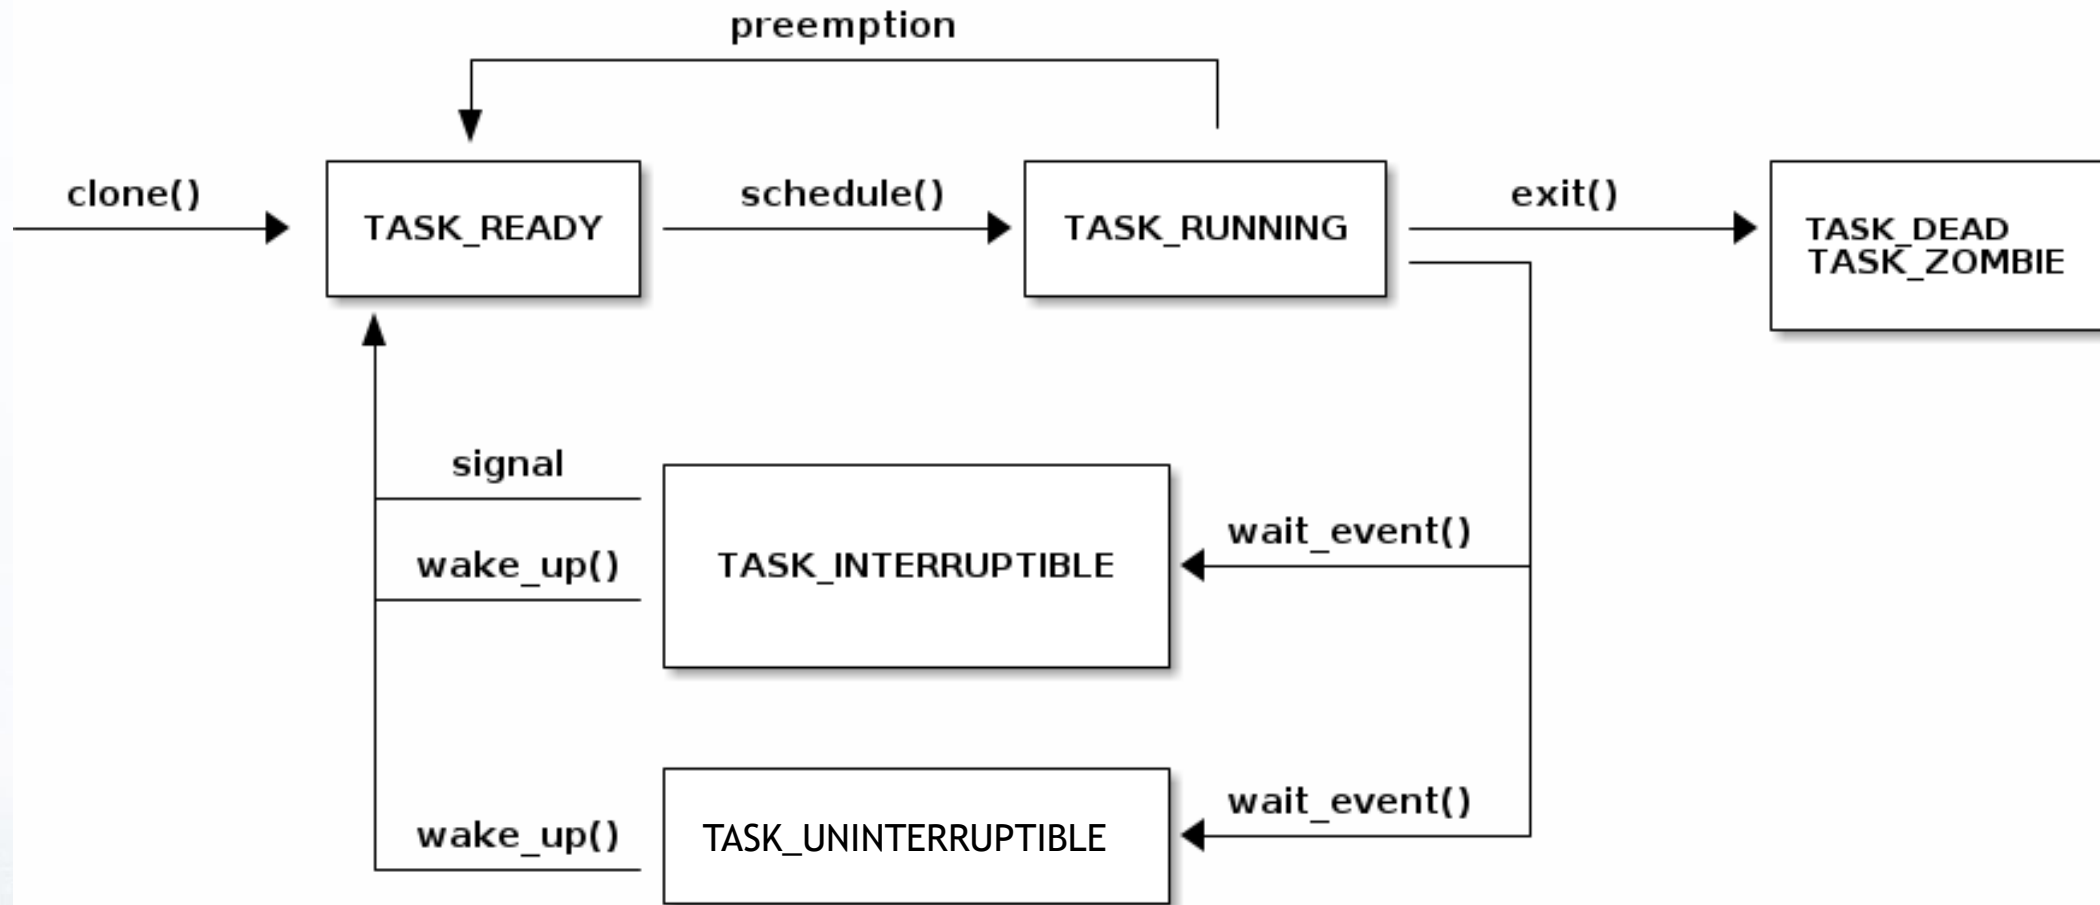 preemption
clone()
TASK_READY
schedule()
TASK_RUNNING
exit()
TASK_DEAD
TASK_ZOMBIE
signal
wake_up()
TASK_INTERRUPTIBLE
wait_event()
wake_up()
TASK_UNINTERRUPTIBLE
wait_event()